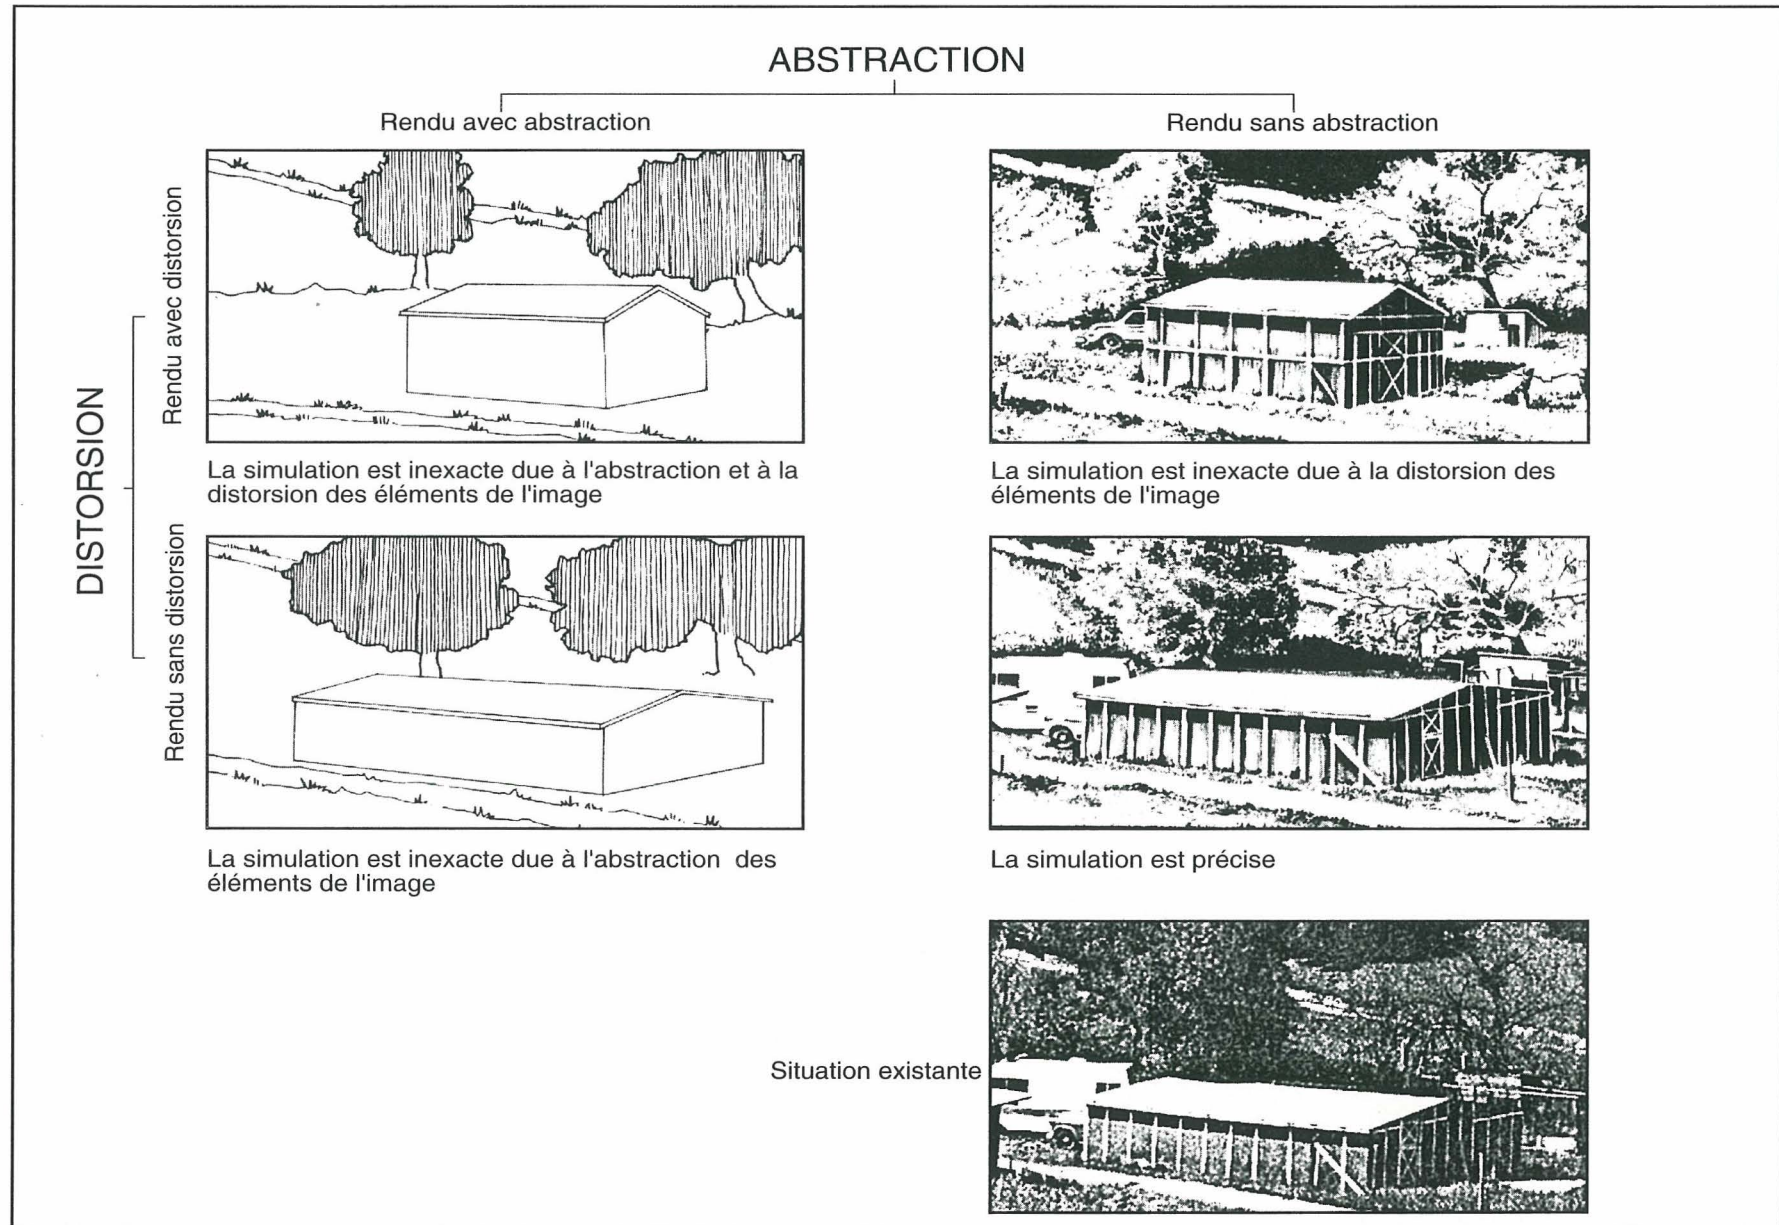 ABSTRACTION
Rendu avec abstraction
Rendu sans abstraction
DISTORSION
Rendu avec distorsion
La simulation est inexacte due à l'abstraction et à la
distorsion des éléments de l'image
La simulation est inexacte due à la distorsion des
éléments de l'image
Rendu sans distorsion
La simulation est inexacte due à l'abstraction  des
éléments de l'image
La simulation est précise
Situation existante